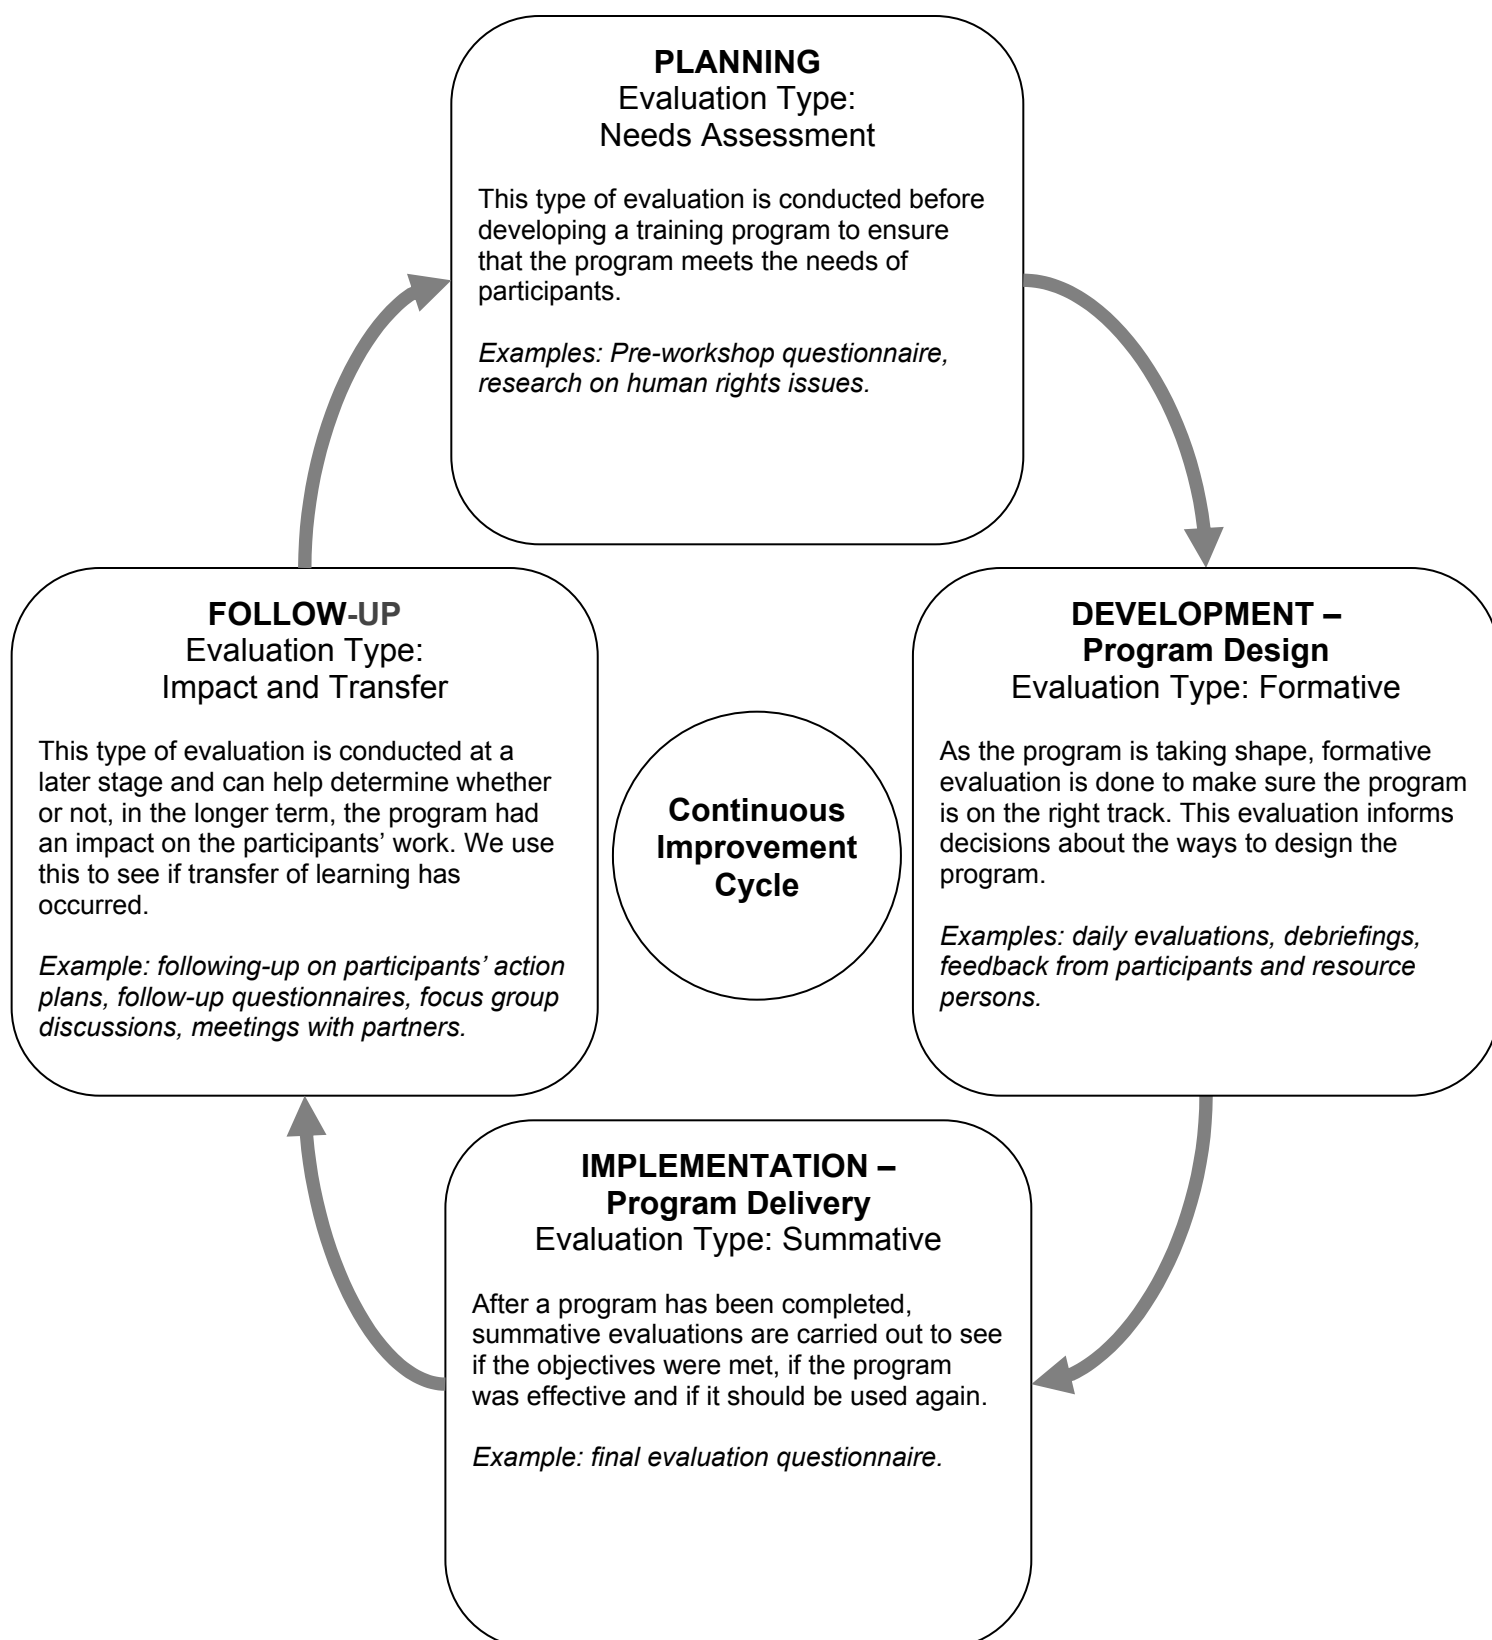 PLANNING
Evaluation Type:
Needs Assessment
This type of evaluation is conducted before
developing a training program to ensure
that the program meets the needs of
participants.
Examples: Pre-workshop questionnaire,
research on human rights issues.
FOLLOW-UP
Evaluation Type:
Impact and Transfer
This type of evaluation is conducted at a
later stage and can help determine whether
or not, in the longer term, the program had
an impact on the participants’ work. We use
this to see if transfer of learning has
occurred.
Example: following-up on participants’ action
plans, follow-up questionnaires, focus group
discussions, meetings with partners.
Continuous
Improvement
Cycle
DEVELOPMENT –
Program Design
Evaluation Type: Formative
As the program is taking shape, formative
evaluation is done to make sure the program
is on the right track. This evaluation informs
decisions about the ways to design the
program.
Examples: daily evaluations, debriefings,
feedback from participants and resource
persons.
IMPLEMENTATION –
Program Delivery
Evaluation Type: Summative
After a program has been completed,
summative evaluations are carried out to see
if the objectives were met, if the program
was effective and if it should be used again.
Example: final evaluation questionnaire.